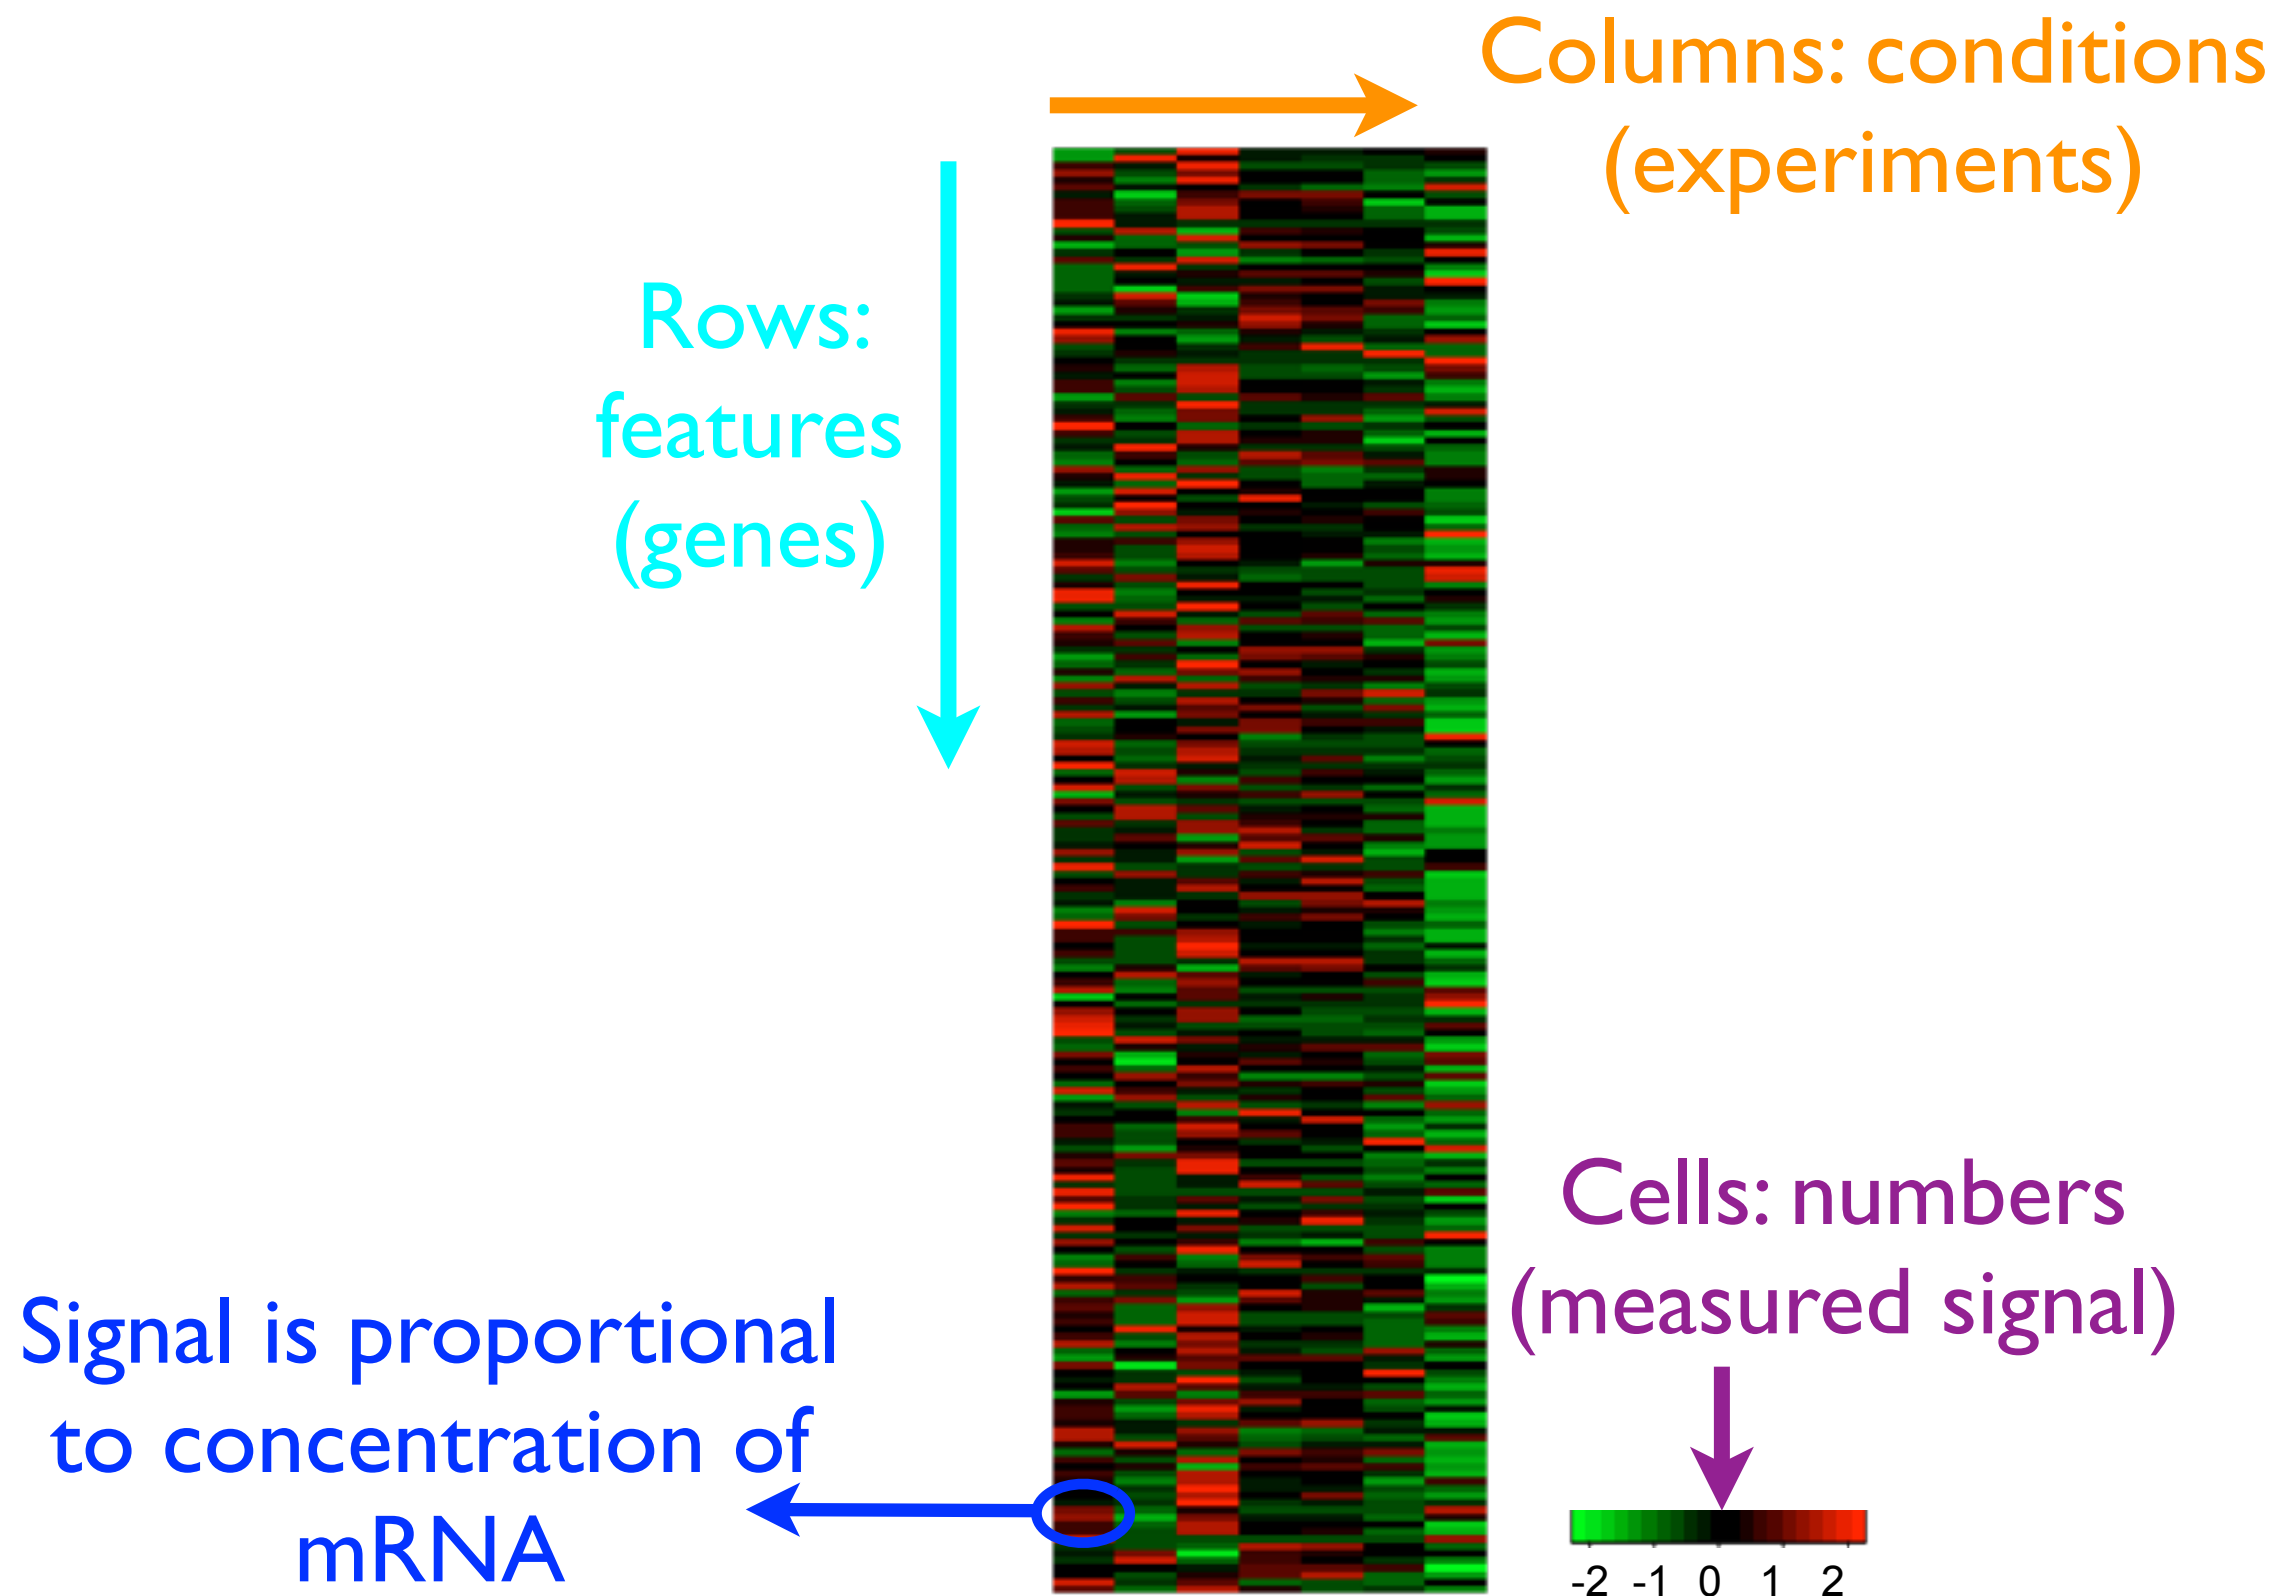 Columns: conditions
(experiments)
Rows:
features
(genes)
Cells: numbers
(measured signal)
Signal is proportional
to concentration of
mRNA
-2 -1 0 1 2